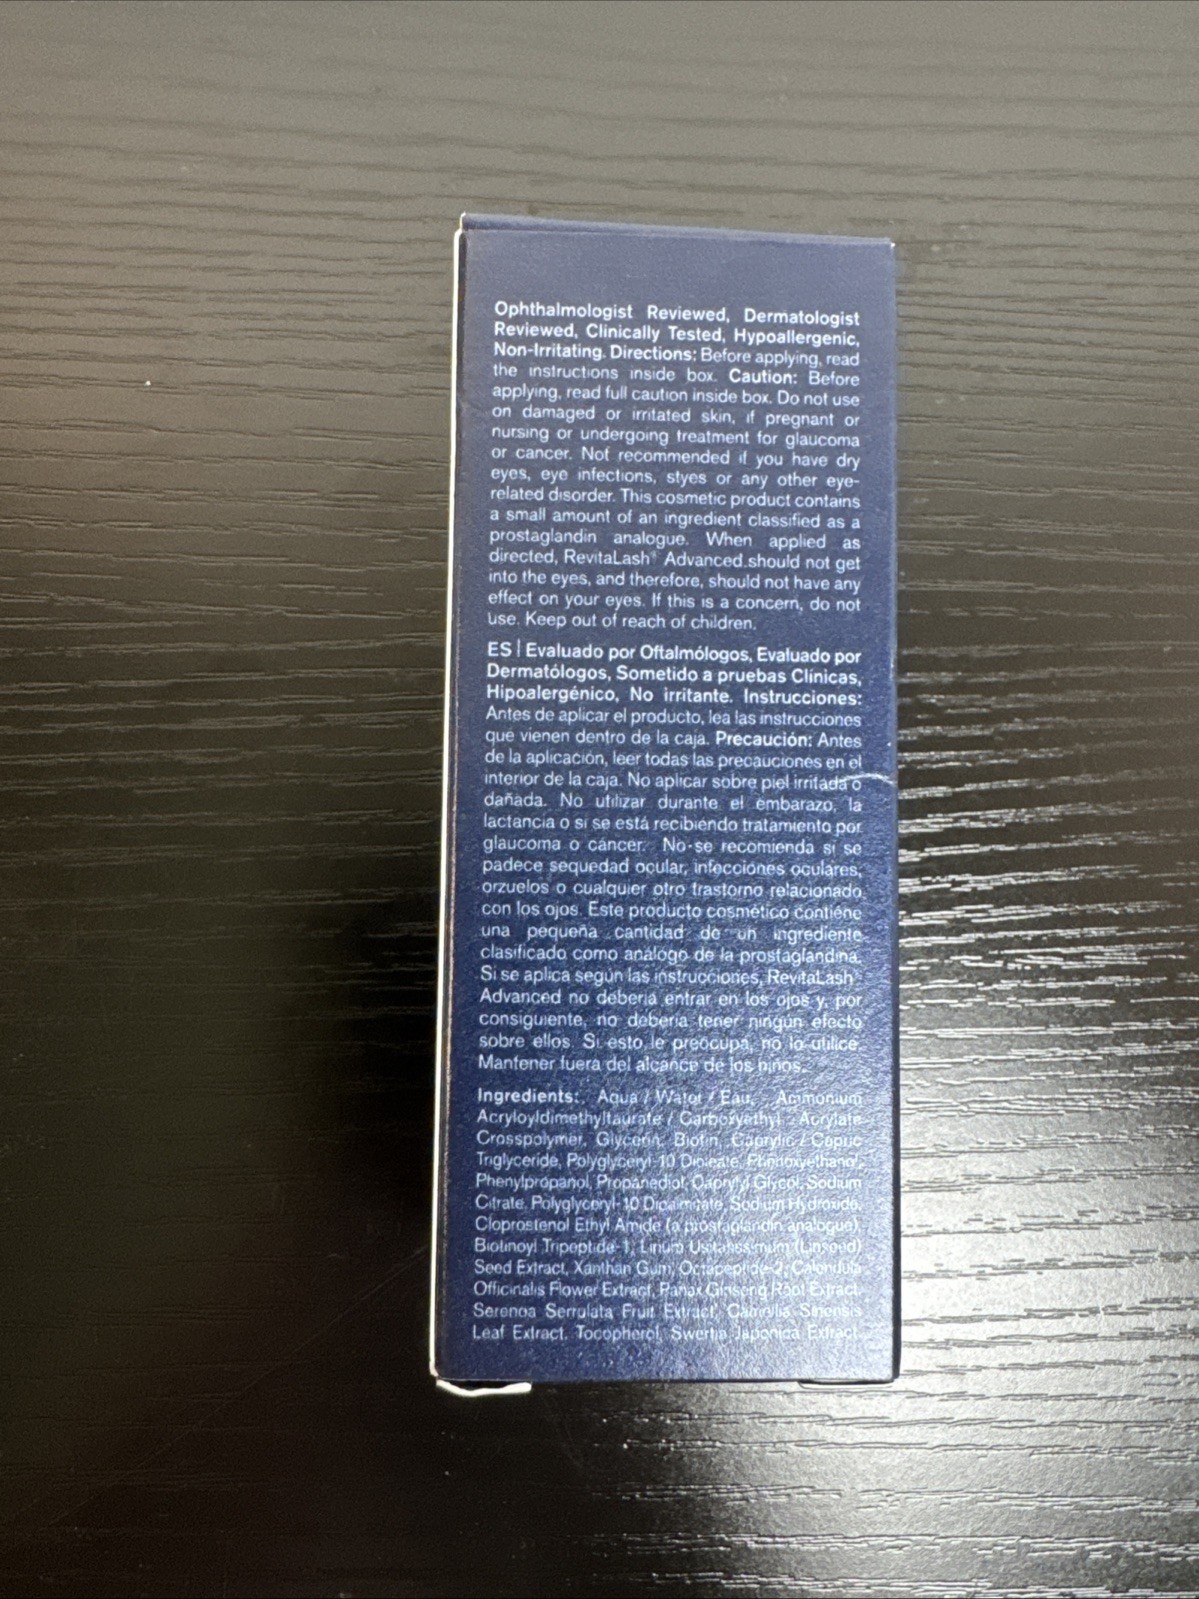 Ophthalmologist Reviewed, Dermatologist
Reviewed, Clinically Tested, Hypoallergenic,
Non-Irritating. Directions: Before applying, read
the instructions inside box. Caution: Before
applying, read full caution inside box. Do not use
on damaged or irritated skin, if pregnant or
nursing or undergoing treatment for glaucoma
or cancer. Not recommended if you have dry
eyes, eye infections, styes or any other eye-
related disorder. This cosmetic product contains
a small amount of an ingredient classified as a
prostaglandin analogue. When applied as
directed, RevitaLash® Advanced should not get
into the eyes, and therefore, should not have any
effect on your eyes. If this is a concern, do not
use. Keep out of reach of children.
ES | Evaluado por Oftalmólogos, Evaluado por
Dermatólogos, Sometido a pruebas Clínicas,
Hipoalergénico, No irritante. Instrucciones:
Antes de aplicar el producto, lea las instrucciones
que vienen dentro de la caja. Precaución: Antes
de la aplicación, leer todas las precauciones en el
interior de la caja. No aplicar sobre piel irritada o
dañada. No utilizar durante el embarazo, la
lactancia o si se está recibiendo tratamiento por
glaucoma o cáncer. No se recomienda si se
padece sequedad ocular, infecciones oculares,
orzuelos o cualquier otro trastorno relacionado
con los ojos. Este producto cosmético contiene
una pequeña cantidad de un ingrediente
clasificado como análogo de la prostaglandina.
Si se aplica según las instrucciones, RevitaLash®
Advanced no debería entrar en los ojos y, por
consiguiente, no debería tener ningún efecto
sobre ellos. Si esto le preocupa, no lo utilice.
Mantener fuera del alcance de los niños.
Ingredients: Aqua / Water / Eau, Ammonium
Acryloyldimethyltaurate / Carboxyethyl Acrylate
Crosspolymer, Glycerin, Biotin, Caprylic / Capric
Triglyceride, Polyglyceryl-10 Dioleate, Phenoxyethanol,
Phenylpropanol, Propanediol, Caprylyl Glycol, Sodium
Citrate, Polyglyceryl-10 Dipalmitate, Sodium Hydroxide,
Cloprostenol Ethyl Amide (a prostaglandin analogue),
Biotinoyl Tripeptide-1, Linum Usitatissimum (Linseed)
Seed Extract, Xanthan Gum, Octapeptide-2, Calendula
Officinalis Flower Extract, Panax Ginseng Root Extract,
Serenoa Serrulata Fruit Extract, Camellia Sinensis
Leaf Extract, Tocopherol, Swertia Japonica Extract.